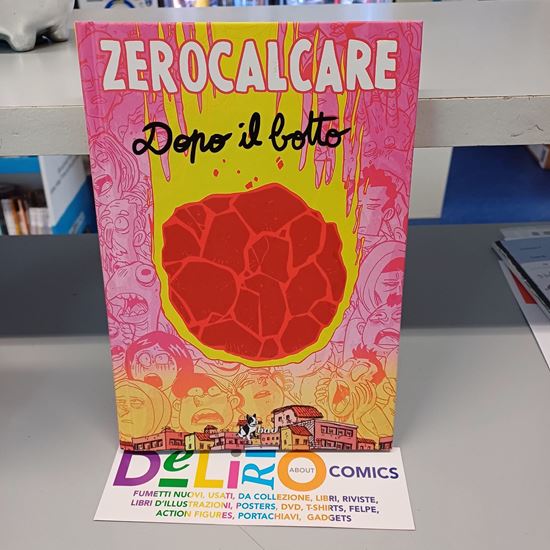 ZEROCALCARE
Dopo il botto
bao
DeLiRiO ABOUT COMICS
FUMETTI NUOVI, USATI, DA COLLEZIONE, LIBRI, RIVISTE,
LIBRI D'ILLUSTRAZIONI, POSTERS, DVD, T-SHIRTS, FELPE,
ACTION FIGURES, PORTACHIAVI, GADGETS